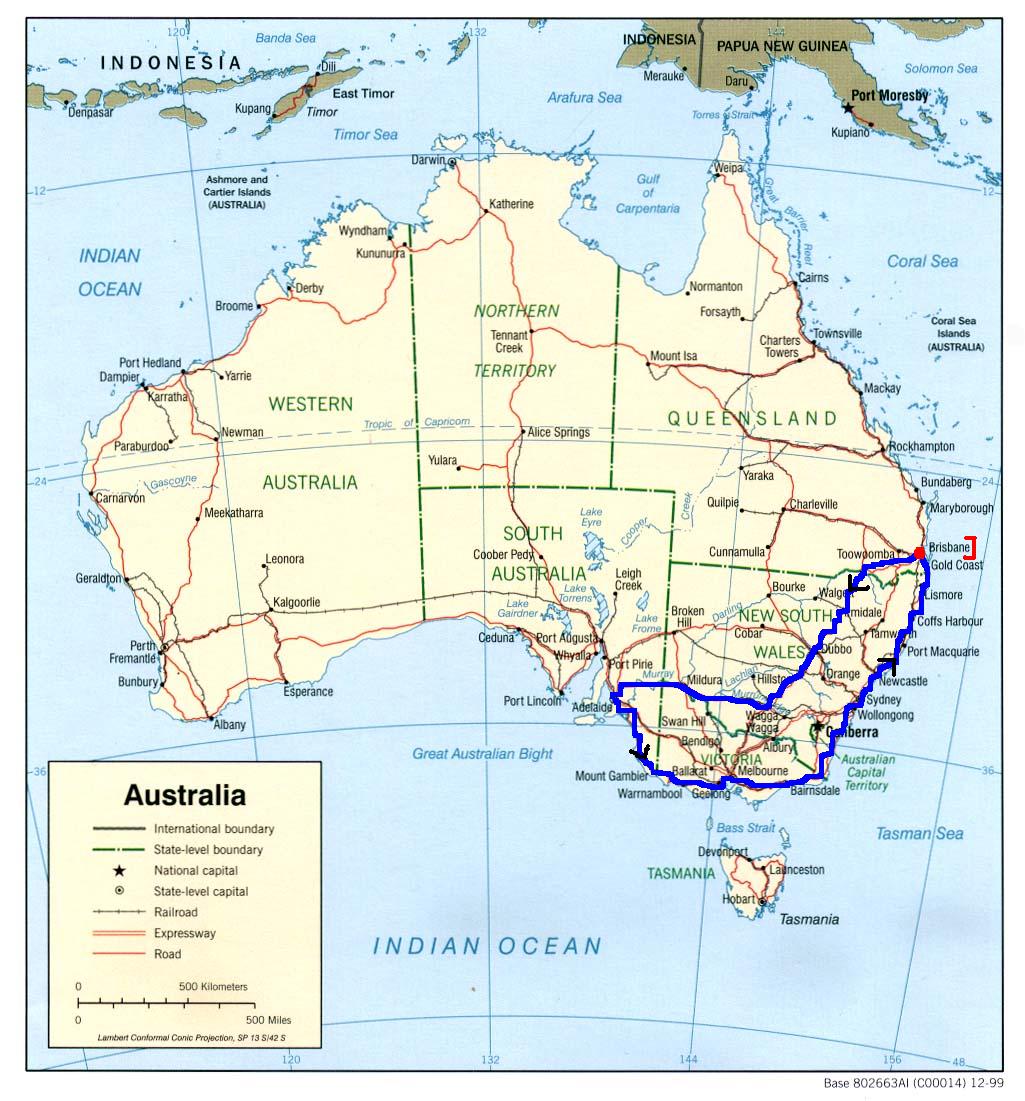 120
132
144
Banda Sea
INDONESIA
INDONESIA
PAPUA NEW GUINEA
Solomon Sea
Dili
Merauke
Daru
Denpasar
Kupang
East Timor
Timor
Arafura Sea
Port Moresby
Kupiano
Torres Strait
Timor Sea
Darwin
Weipa
12
12
Ashmore and
Cartier Islands
(AUSTRALIA)
Gulf
of
Carpentaria
Great Barrier Reef
Katherine
Wyndham
Kununurra
INDIAN
OCEAN
Coral Sea
Cairns
Derby
Broome
Normanton
Forsayth
NORTHERN
TERRITORY
Tennant
Creek
Coral Sea
Islands
(AUSTRALIA)
Townsville
Charters
Towers
Mount Isa
Port Hedland
Dampier
Karratha
Yarrie
Mackay
WESTERN
AUSTRALIA
QUEENSLAND
Tropic of Capricorn
Newman
Paraburdoo
Alice Springs
Rockhampton
Yulara
Yaraka
24
24
Gascoyne
Carnarvon
Bundaberg
Maryborough
Meekatharra
Quilpie
Charleville
Lake
Eyre
Cooper
Creek
SOUTH
AUSTRALIA
Coober Pedy
Cunnamulla
Toowoomba
Brisbane
Gold Coast
Leonora
Geraldton
Leigh
Creek
Lake
Torrens
Lake
Gairdner
Lake
Frome
Bourke
Lismore
Kalgoorlie
Broken
Hill
Darling
NEW SOUTH
WALES
Cobar
Coffs Harbour
Perth
Fremantle
Ceduna
Port Augusta
Whyalla
Port Pirie
Dubbo
Port Macquarie
Bunbury
Esperance
Albany
Port Lincoln
Adelaide
Murray
Mildura
Lachlan
Orange
Newcastle
Sydney
Wollongong
Swan Hill
Wagga
Wagga
Bendigo
Albury
Great Australian Bight
VICTORIA
Australian
Capital
Territory
36
36
Mount Gambier
Ballarat
Melbourne
Warrnambool
Geelong
Bairnsdale
Bass Strait
Tasman Sea
Devonport
Launceston
TASMANIA
Hobart
Tasmania
INDIAN OCEAN
Australia
International boundary
State-level boundary
National capital
State-level capital
Railroad
Expressway
Road
0
500 Kilometers
0
500 Miles
Lambert Conformal Conic Projection, SP 13 S/42 S
120
132
144
156
48
Base 802663AI (C00014) 12-99